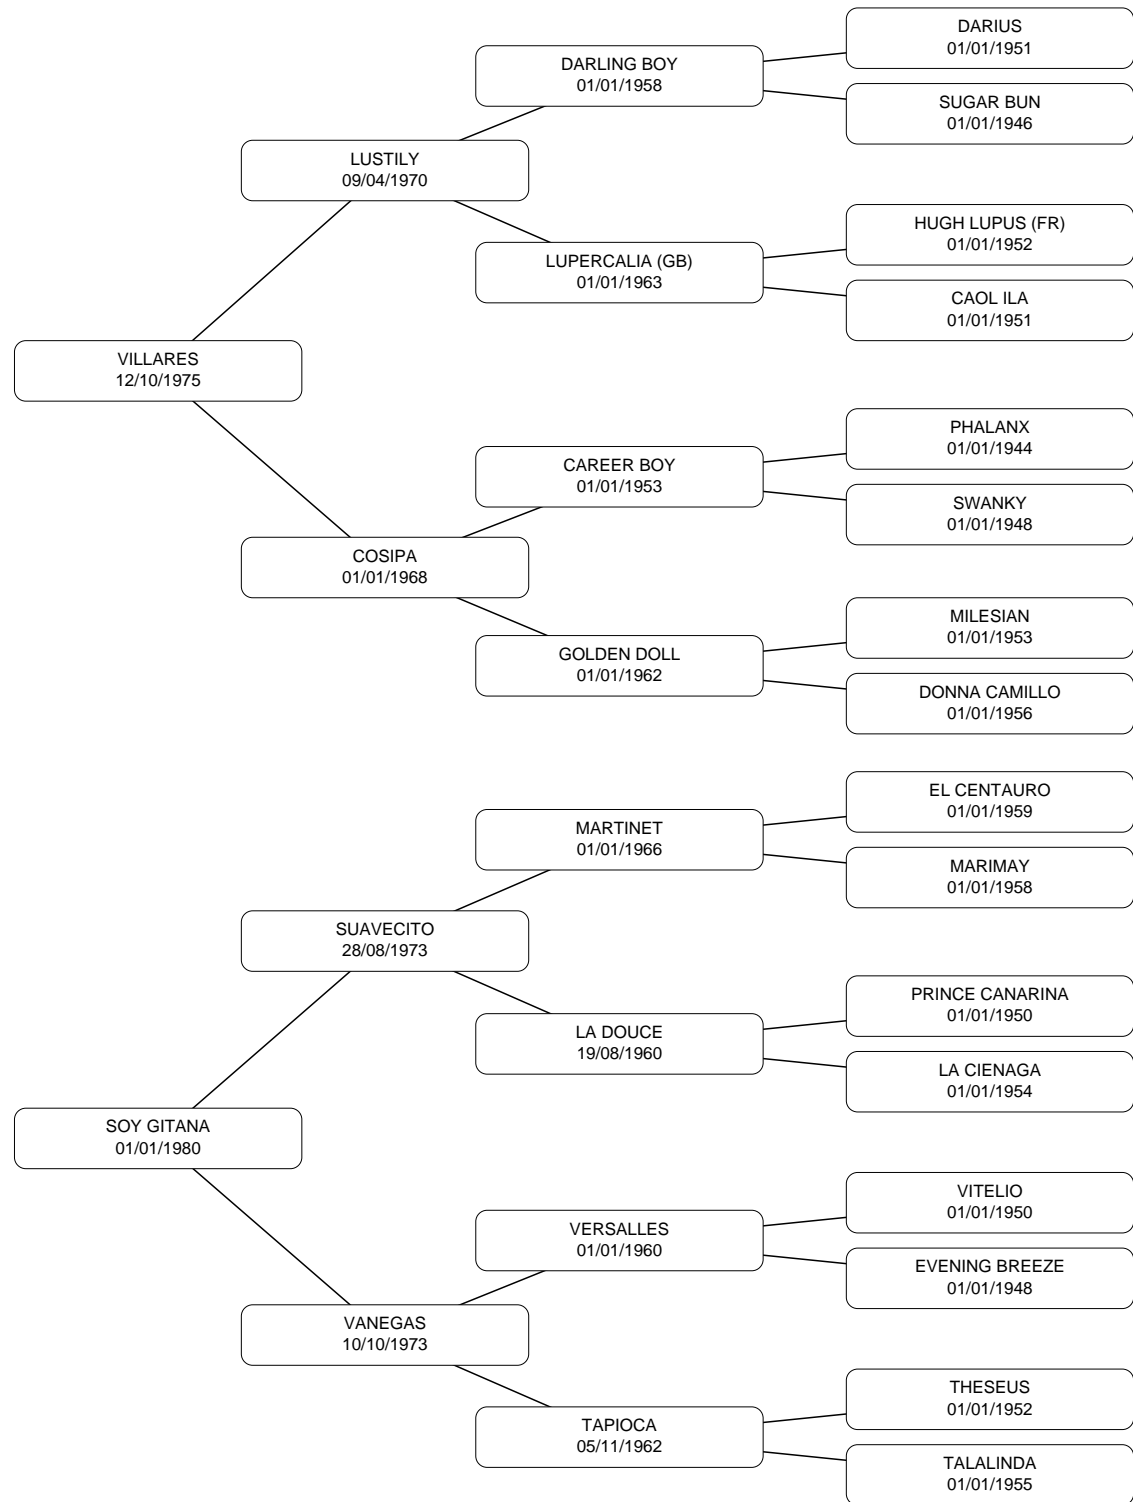 DARIUS
01/01/1951
DARLING BOY
01/01/1958
SUGAR BUN
01/01/1946
LUSTILY
09/04/1970
HUGH LUPUS (FR)
01/01/1952
LUPERCALIA (GB)
01/01/1963
CAOL ILA
01/01/1951
VILLARES
12/10/1975
PHALANX
01/01/1944
CAREER BOY
01/01/1953
SWANKY
01/01/1948
COSIPA
01/01/1968
MILESIAN
01/01/1953
GOLDEN DOLL
01/01/1962
DONNA CAMILLO
01/01/1956
EL CENTAURO
01/01/1959
MARTINET
01/01/1966
MARIMAY
01/01/1958
SUAVECITO
28/08/1973
PRINCE CANARINA
01/01/1950
LA DOUCE
19/08/1960
LA CIENAGA
01/01/1954
SOY GITANA
01/01/1980
VITELIO
01/01/1950
VERSALLES
01/01/1960
EVENING BREEZE
01/01/1948
VANEGAS
10/10/1973
THESEUS
01/01/1952
TAPIOCA
05/11/1962
TALALINDA
01/01/1955